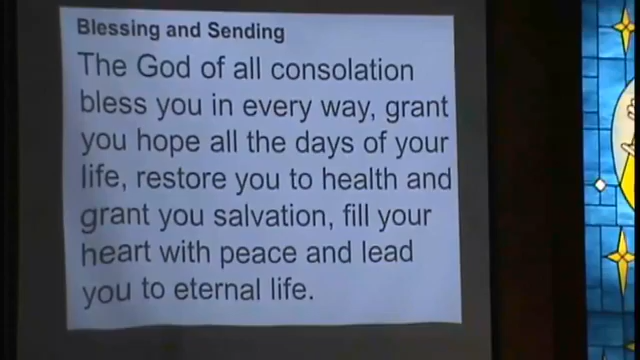 Blessing and Sending
The God of all consolation
bless you in every way, grant
you hope all the days of your
life, restore you to health and
grant you salvation, fill your
heart with peace and lead
you to eternal life.